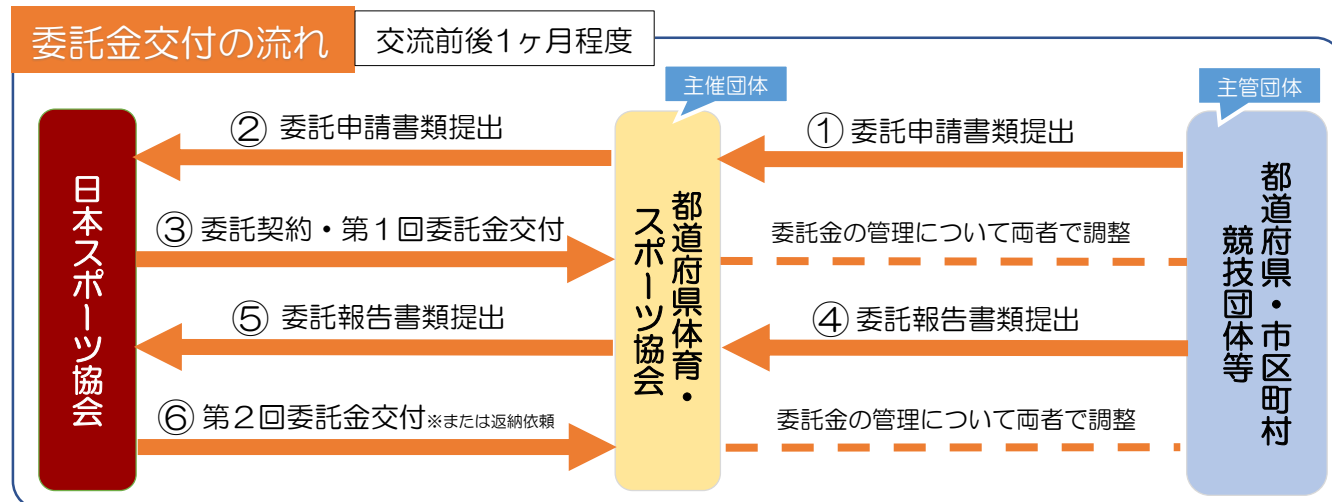 委託金交付の流れ
交流前後1ヶ月程度
主催団体
主管団体
② 委託申請書類提出
① 委託申請書類提出
③ 委託契約・第１回委託金交付
委託金の管理について両者で調整
⑤ 委託報告書類提出
④ 委託報告書類提出
⑥ 第２回委託金交付※または返納依頼
委託金の管理について両者で調整
日本スポーツ協会
都道府県体育・
スポーツ協会
都道府県・市区町村
競技団体等